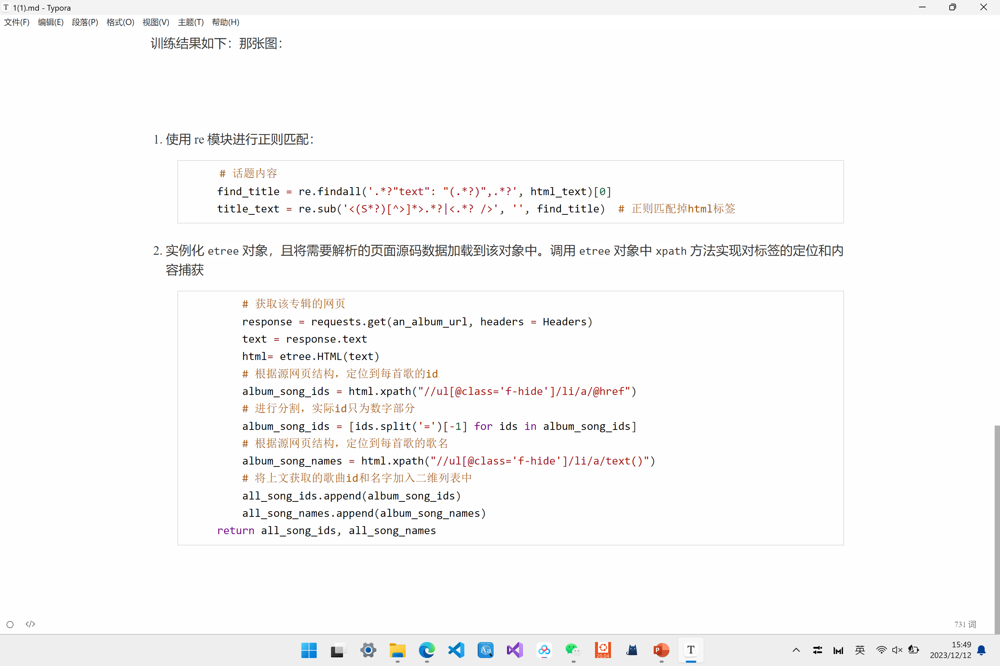 T 1(1).md - Typora
文件(F) 编辑(E) 段落(P) 格式(O) 视图(V) 主题(T) 帮助(H)
训练结果如下：那张图：
1. 使用 re 模块进行正则匹配：
# 话题内容
find_title = re.findall('.*?"text": "(.*?)",.*?', html_text)[0]
title_text = re.sub('<(S*?)[^>]*>.*?|<.*? />', '', find_title)  # 正则匹配掉html标签
2. 实例化 etree 对象，且将需要解析的页面源码数据加载到该对象中。调用 etree 对象中 xpath 方法实现对标签的定位和内
容捕获
# 获取该专辑的网页
response = requests.get(an_album_url, headers = Headers)
text = response.text
html= etree.HTML(text)
# 根据源网页结构，定位到每首歌的id
album_song_ids = html.xpath("//ul[@class='f-hide']/li/a/@href")
# 进行分割，实际id只为数字部分
album_song_ids = [ids.split('=')[-1] for ids in album_song_ids]
# 根据源网页结构，定位到每首歌的歌名
album_song_names = html.xpath("//ul[@class='f-hide']/li/a/text()")
# 将上文获取的歌曲id和名字加入二维列表中
all_song_ids.append(album_song_ids)
all_song_names.append(album_song_names)
return all_song_ids, all_song_names
</> 731 词
Aa 20.04 P T 英 15:49
2023/12/12